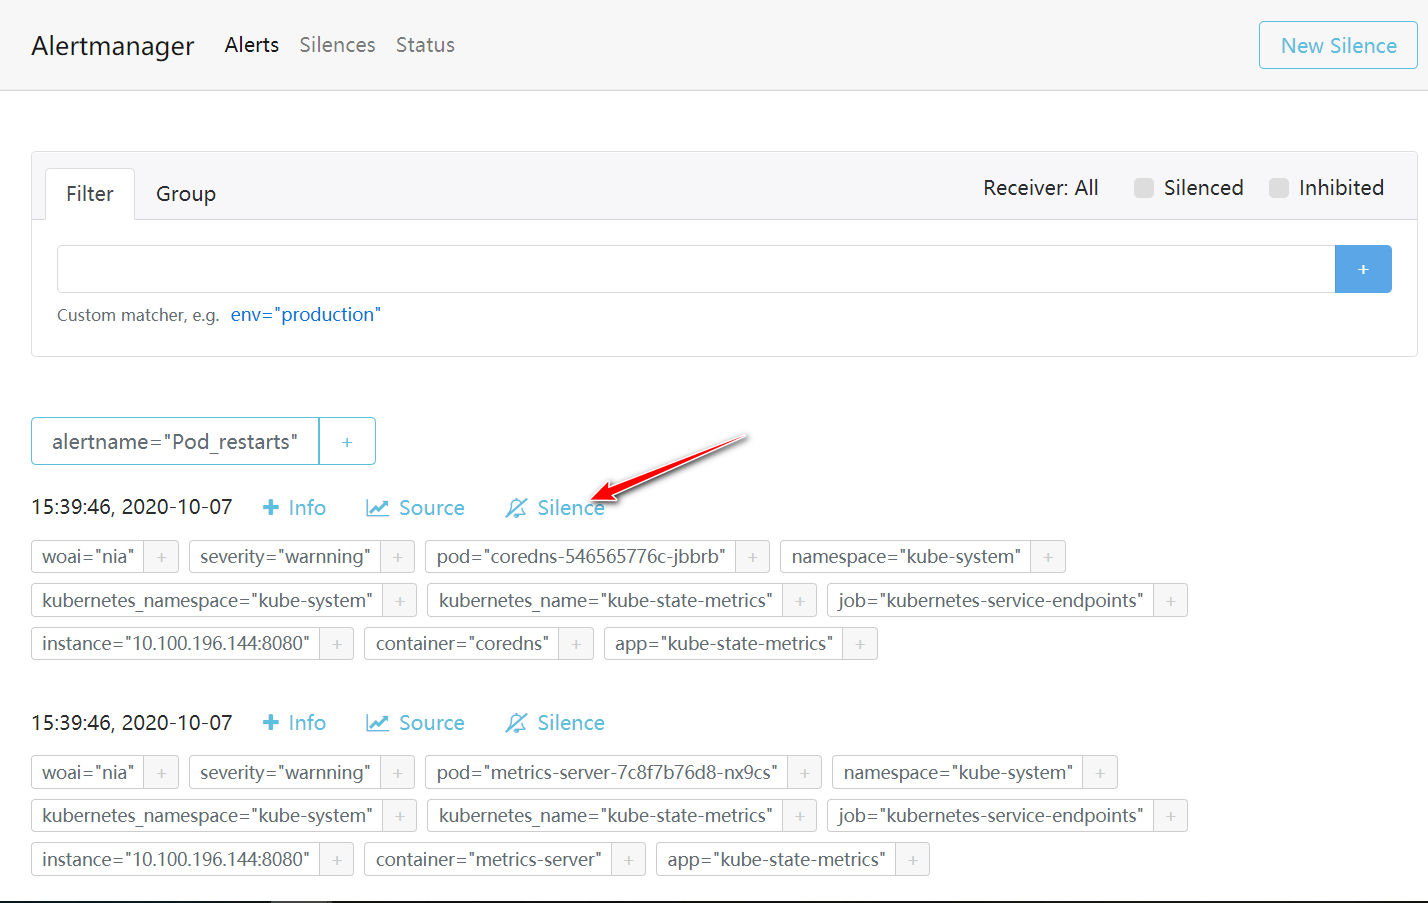 Alertmanager Alerts Silences Status New Silence
Filter Group Receiver: All Silenced Inhibited
+
Custom matcher, e.g. env="production"
alertname="Pod_restarts" +
15:39:46, 2020-10-07 + Info Source Silence
woai="nia" + severity="warnning" + pod="coredns-546565776c-jbbrb" + namespace="kube-system" +
kubernetes_namespace="kube-system" + kubernetes_name="kube-state-metrics" + job="kubernetes-service-endpoints" +
instance="10.100.196.144:8080" + container="coredns" + app="kube-state-metrics" +
15:39:46, 2020-10-07 + Info Source Silence
woai="nia" + severity="warnning" + pod="metrics-server-7c8f7b76d8-nx9cs" + namespace="kube-system" +
kubernetes_namespace="kube-system" + kubernetes_name="kube-state-metrics" + job="kubernetes-service-endpoints" +
instance="10.100.196.144:8080" + container="metrics-server" + app="kube-state-metrics" +